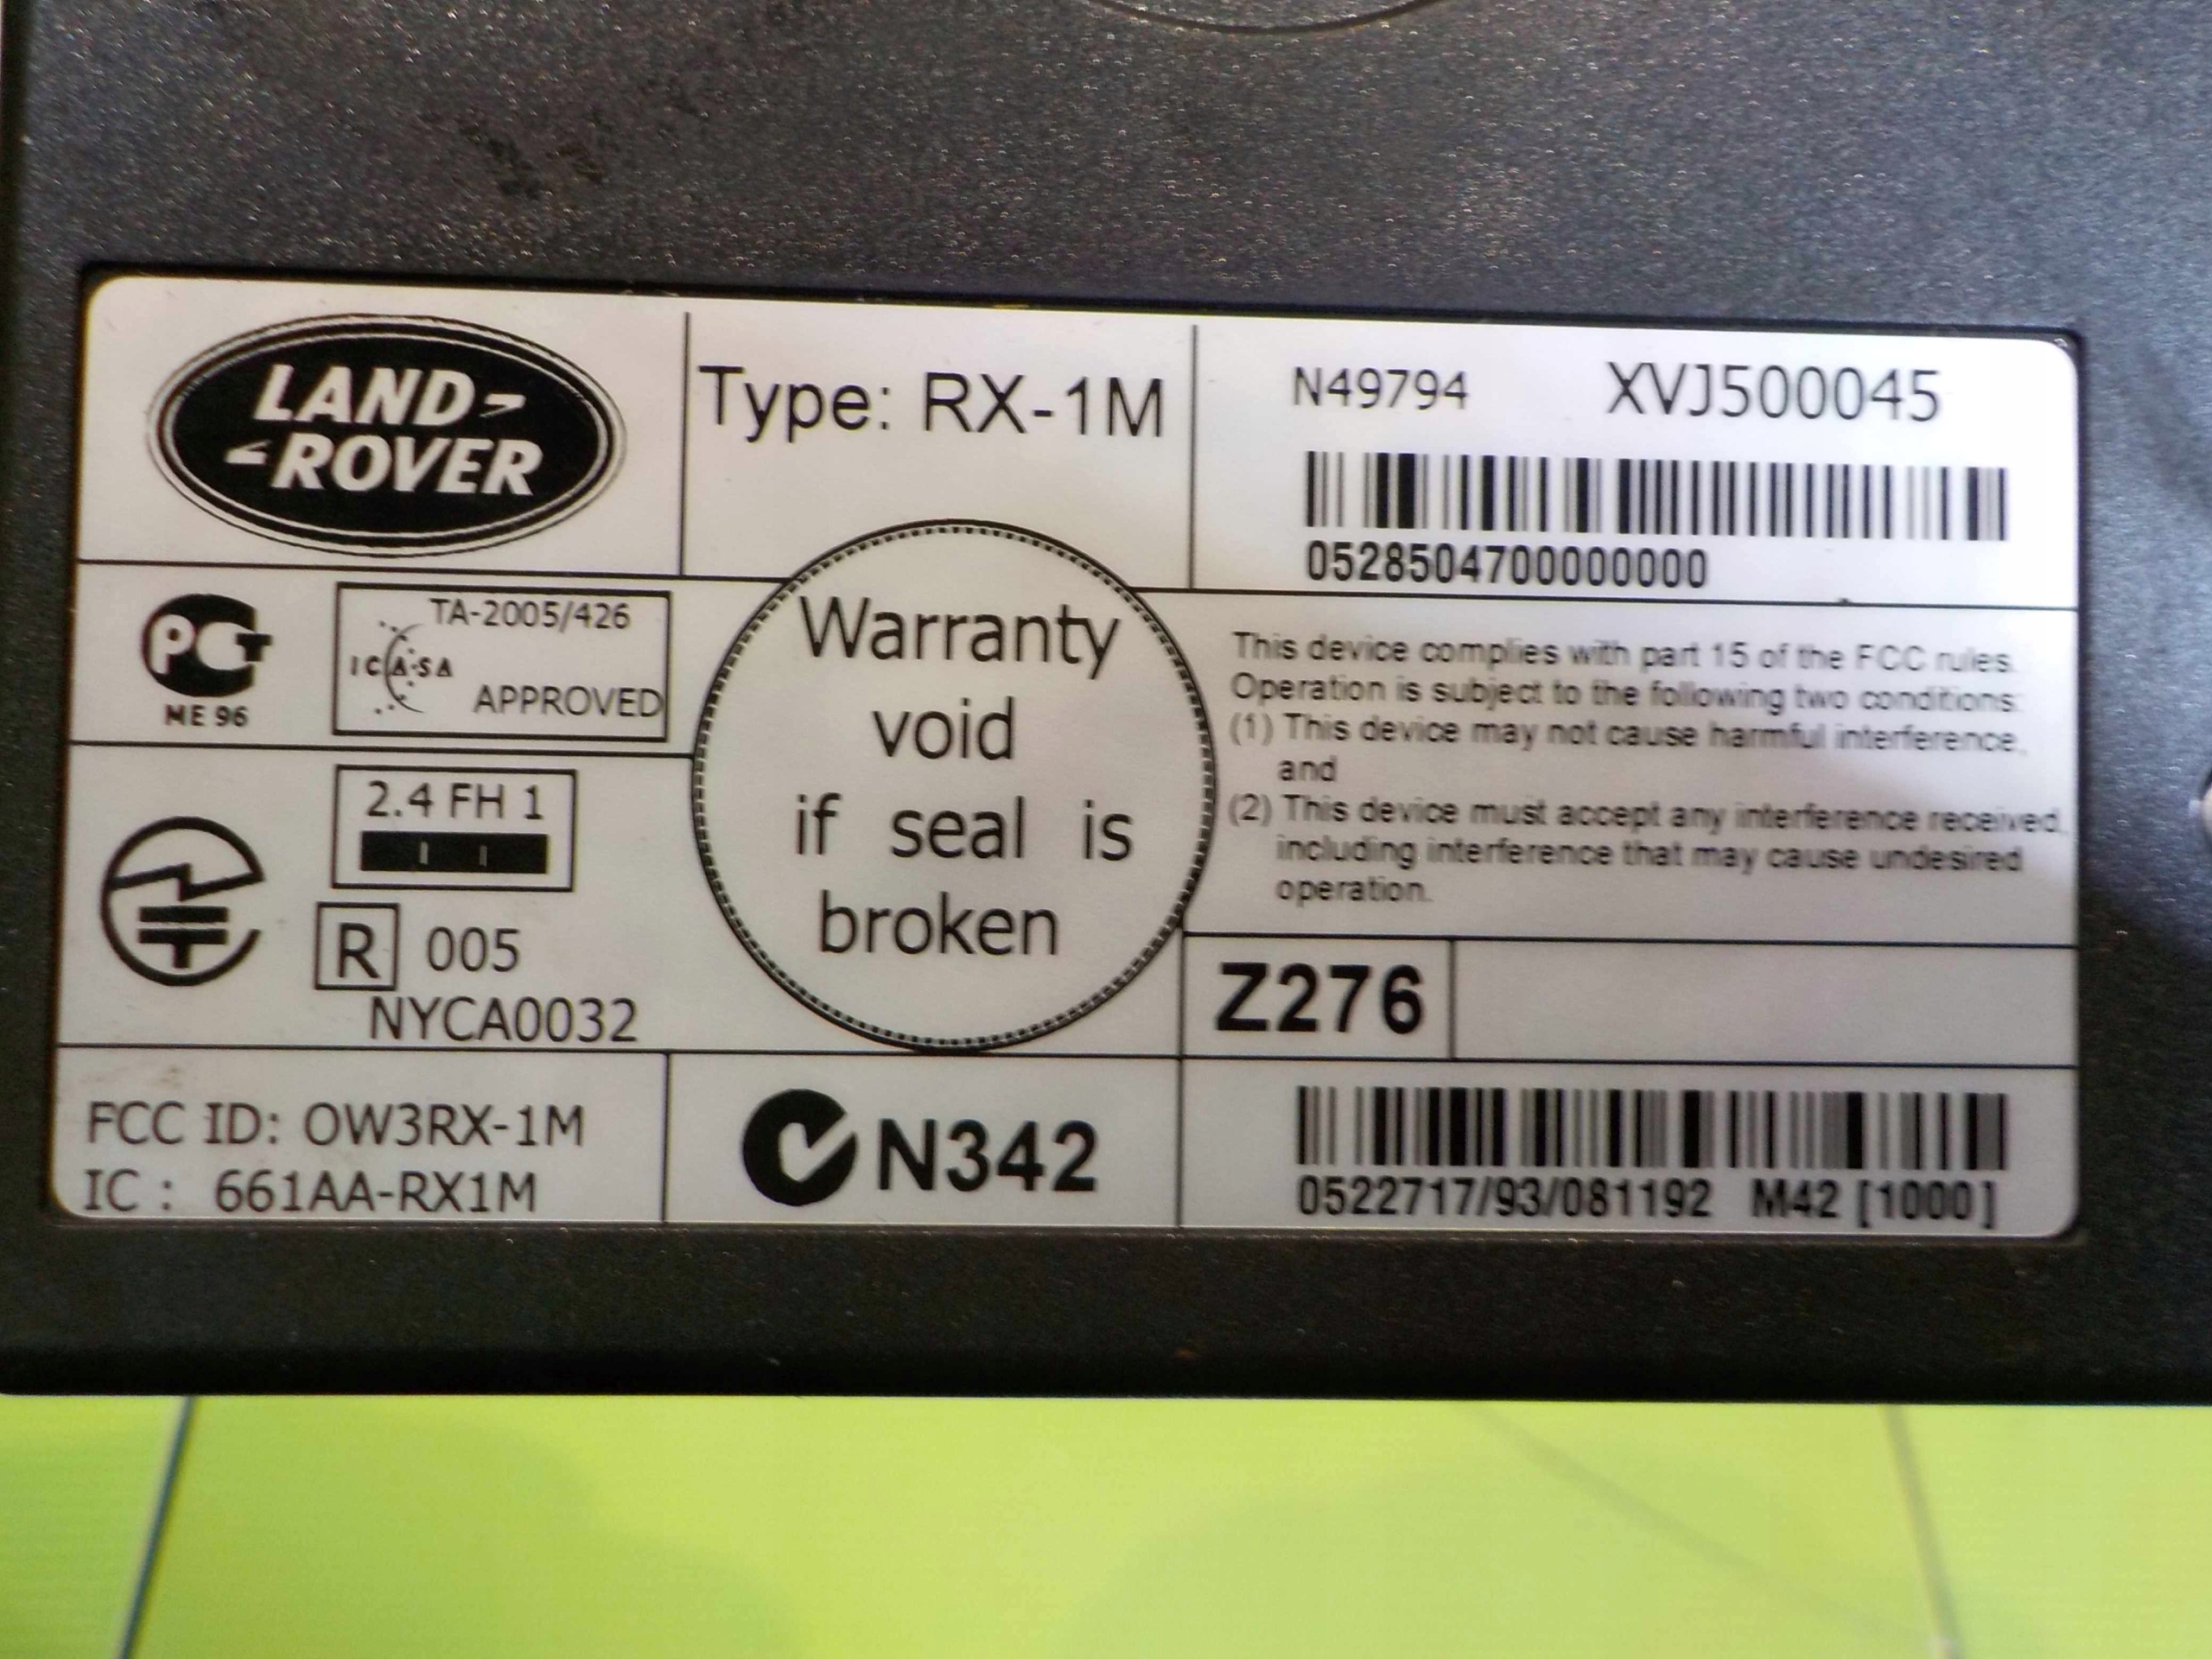 LAND-
ROVER
Type: RX-1M
N49794 XVJ500045
0528504700000000
PCT
ME 96
TA-2005/426
ICASA
APPROVED
Warranty
void
if seal is
broken
This device complies with part 15 of the FCC rules.
Operation is subject to the following two conditions:
(1) This device may not cause harmful interference,
and
(2) This device must accept any interference received,
including interference that may cause undesired
operation.
2.4 FH 1
R 005
NYCA0032
Z276
FCC ID: OW3RX-1M
IC : 661AA-RX1M
N342
0522717/93/081192 M42 [1000]